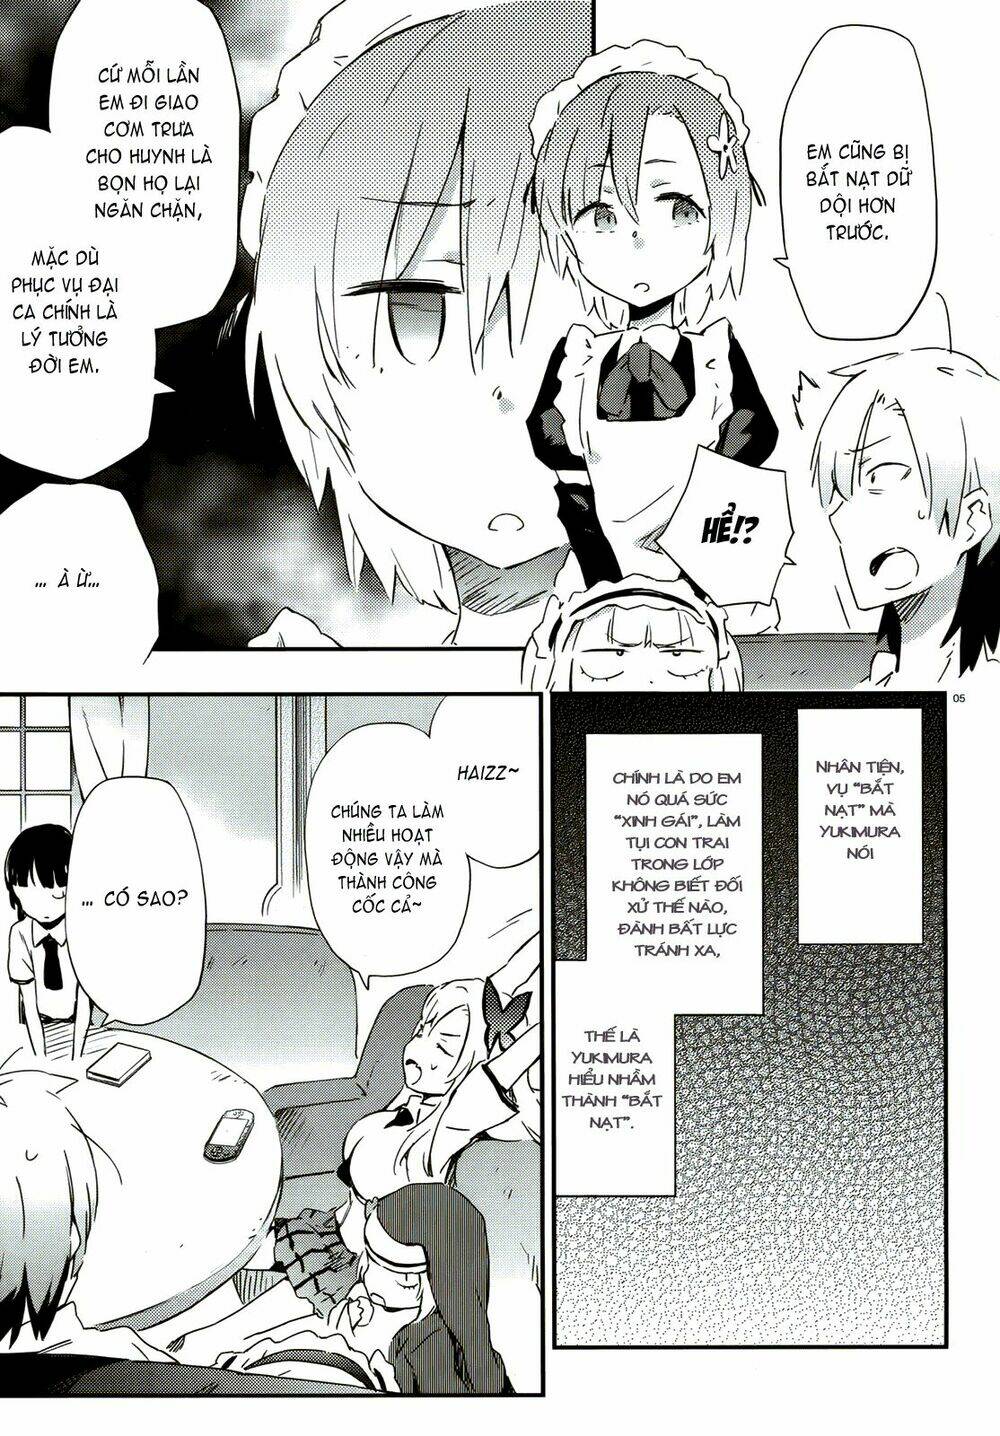 EM CŨNG BỊ
BẮT NẠT DỮ
DỘI HƠN
TRƯỚC.
HỂ!?
CỨ MỖI LẦN
EM ĐI GIAO
CƠM TRƯA
CHO HUYNH LÀ
BỌN HỌ LẠI
NGĂN CHẶN,
MẶC DÙ
PHỤC VỤ ĐẠI
CA CHÍNH LÀ
LÝ TƯỞNG
ĐỜI EM.
... À Ừ...
05
NHÂN TIỆN,
VỤ "BẮT
NẠT" MÀ
YUKIMURA
NÓI
CHÍNH LÀ DO EM
NÓ QUÁ SỨC
"XINH GÁI", LÀM
TỤI CON TRAI
TRONG LỚP
KHÔNG BIẾT ĐỐI
XỬ THẾ NÀO,
ĐÀNH BẤT LỰC
TRÁNH XA,
THẾ LÀ
YUKIMURA
HIỂU NHẦM
THÀNH "BẮT
NẠT".
HAIZZ~
CHÚNG TA LÀM
NHIỀU HOẠT
ĐỘNG VẬY MÀ
THÀNH CÔNG
CỐC CẢ~
... CÓ SAO?